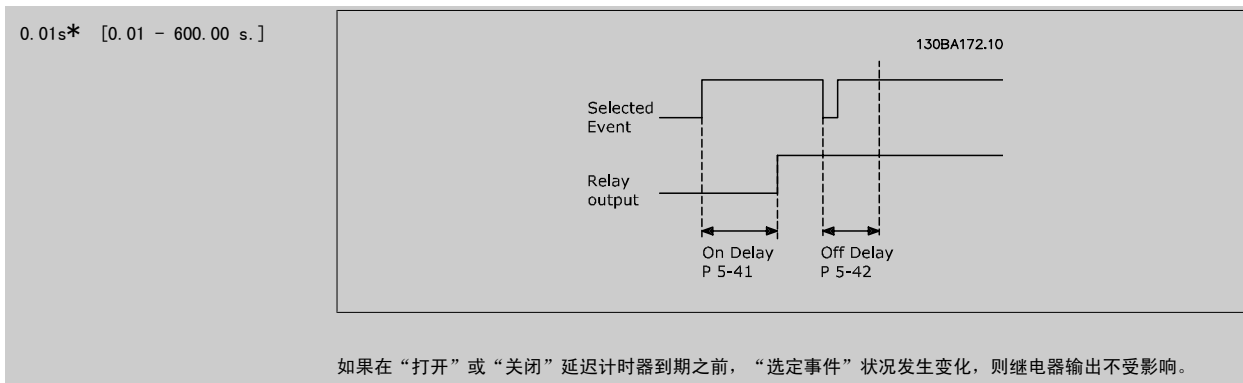 0.01s* [0.01 - 600.00 s.]
130BA172.10
Selected
Event
Relay
output
On Delay
P 5-41
Off Delay
P 5-42
如果在“打开”或“关闭”延迟计时器到期之前，“选定事件”状况发生变化，则继电器输出不受影响。